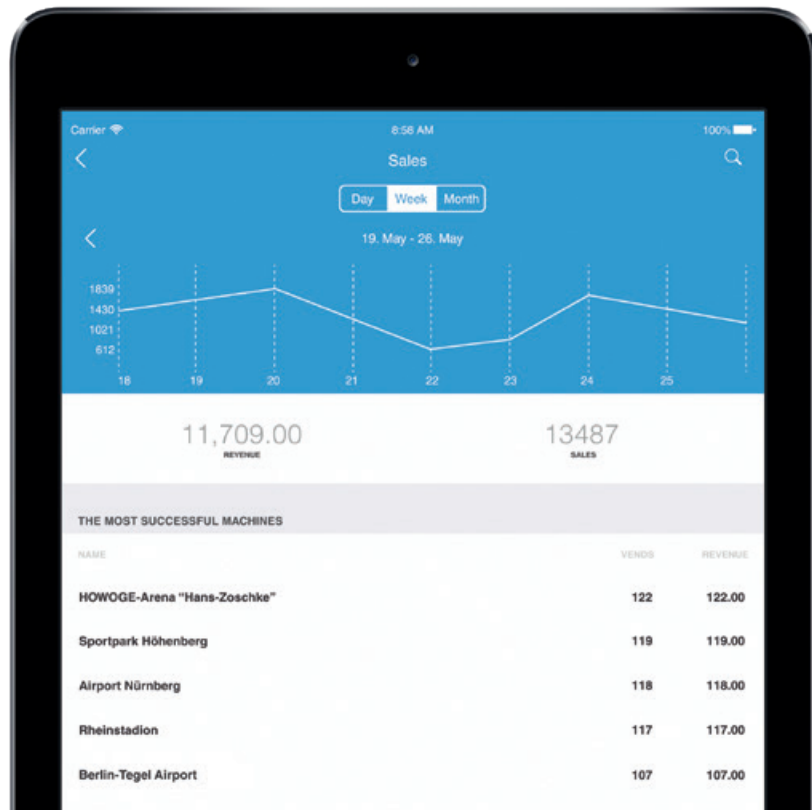 Carrier 8:58 AM 100%
Sales
Day Week Month
19. May - 26. May
1839
1430
1021
612
18 19 20 21 22 23 24 25
11,709.00 13487
REVENUE SALES
THE MOST SUCCESSFUL MACHINES
NAME VENDS REVENUE
HOWOGE-Arena “Hans-Zoschke” 122 122.00
Sportpark Höhenberg 119 119.00
Airport Nürnberg 118 118.00
Rheinstadion 117 117.00
Berlin-Tegel Airport 107 107.00